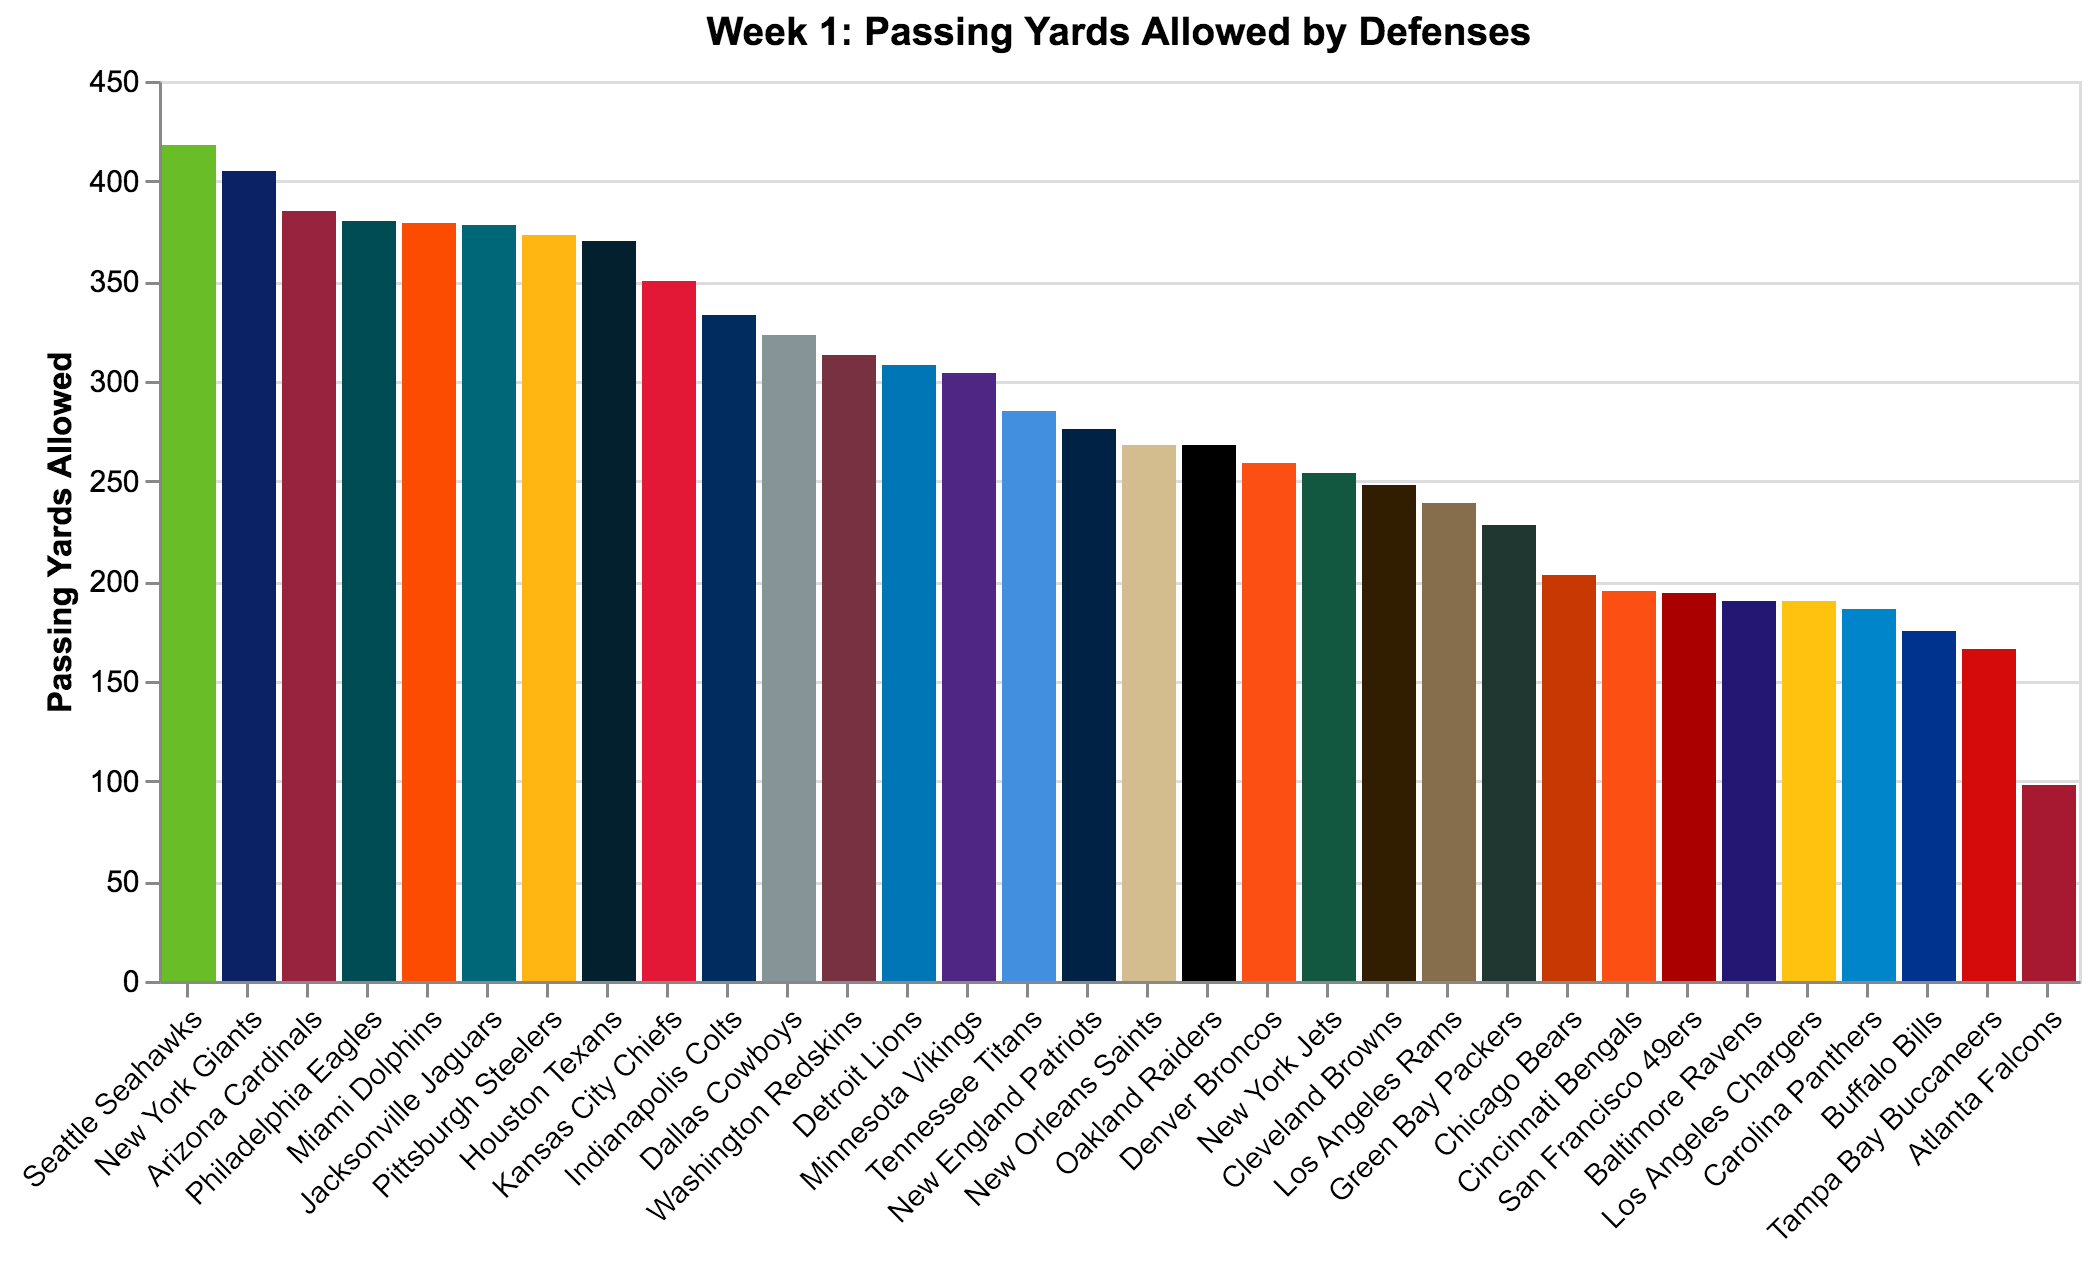 Week 1: Passing Yards Allowed by Defenses
Passing Yards Allowed
450
400
350
300
250
200
150
100
50
0
Seattle Seahawks
New York Giants
Arizona Cardinals
Philadelphia Eagles
Miami Dolphins
Jacksonville Jaguars
Pittsburgh Steelers
Houston Texans
Kansas City Chiefs
Indianapolis Colts
Dallas Cowboys
Washington Redskins
Detroit Lions
Minnesota Vikings
Tennessee Titans
New England Patriots
New Orleans Saints
Oakland Raiders
Denver Broncos
New York Jets
Cleveland Browns
Los Angeles Rams
Green Bay Packers
Chicago Bears
Cincinnati Bengals
San Francisco 49ers
Baltimore Ravens
Los Angeles Chargers
Carolina Panthers
Buffalo Bills
Tampa Bay Buccaneers
Atlanta Falcons